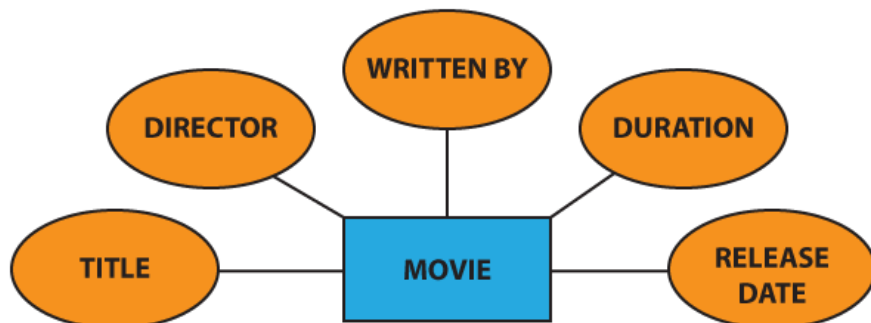 WRITTEN BY
DIRECTOR
DURATION
TITLE
MOVIE
RELEASE
DATE